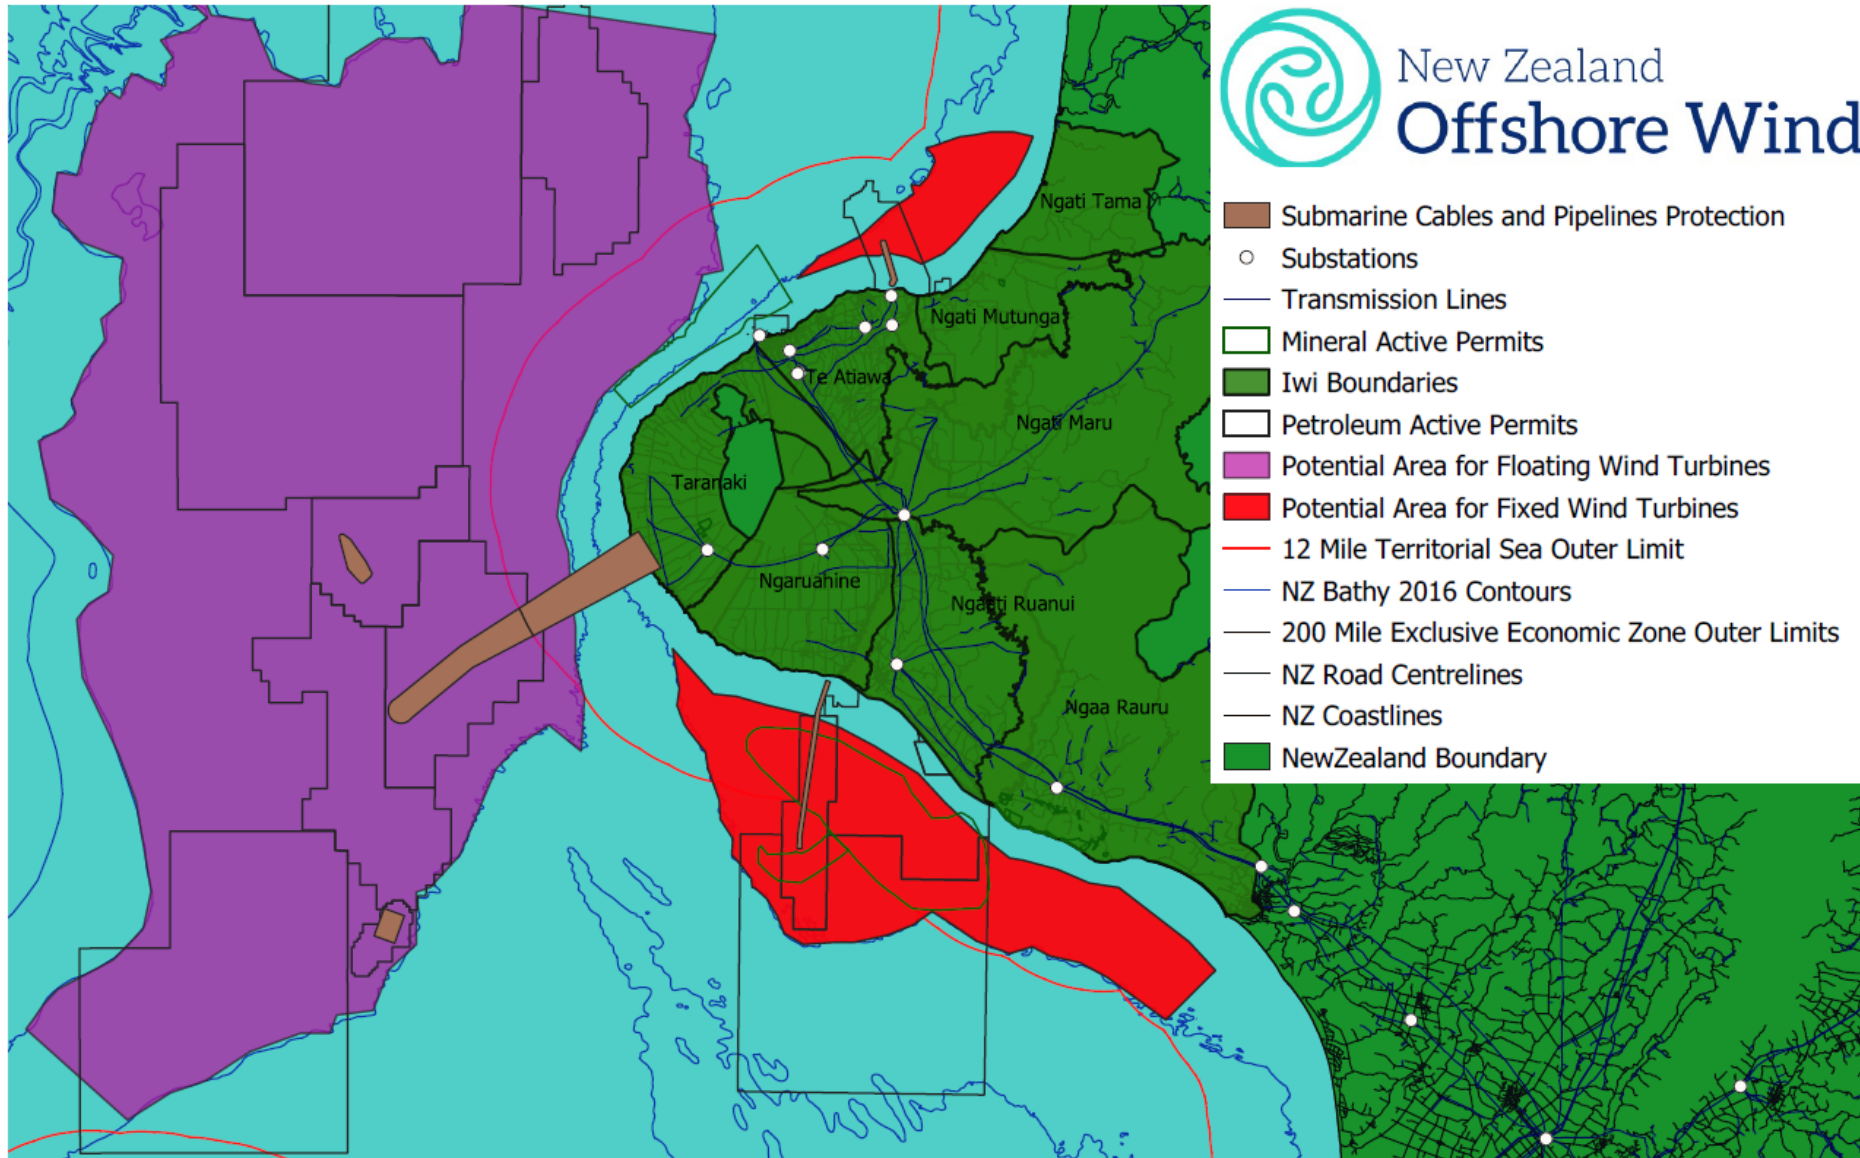 New Zealand
Offshore Wind
Submarine Cables and Pipelines Protection
Substations
Transmission Lines
Mineral Active Permits
Iwi Boundaries
Petroleum Active Permits
Potential Area for Floating Wind Turbines
Potential Area for Fixed Wind Turbines
12 Mile Territorial Sea Outer Limit
NZ Bathy 2016 Contours
200 Mile Exclusive Economic Zone Outer Limits
NZ Road Centrelines
NZ Coastlines
NewZealand Boundary
Ngati Tama
Ngati Mutunga
Te Atiawa
Ngati Maru
Taranaki
Ngaruahine
Ngaati Ruanui
Ngaa Rauru